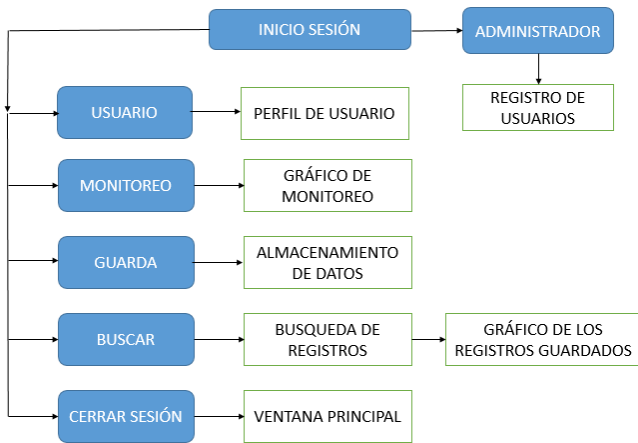 INICIO SESIÓN
ADMINISTRADOR
REGISTRO DE
USUARIOS
USUARIO
PERFIL DE USUARIO
MONITOREO
GRÁFICO DE
MONITOREO
GUARDA
ALMACENAMIENTO
DE DATOS
BUSCAR
BUSQUEDA DE
REGISTROS
GRÁFICO DE LOS
REGISTROS GUARDADOS
CERRAR SESIÓN
VENTANA PRINCIPAL